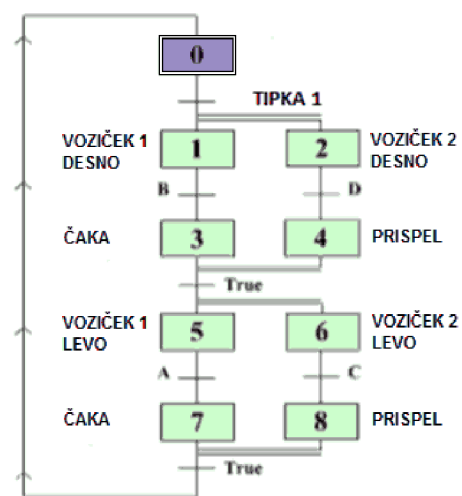 0
TIPKA 1
VOZIČEK 1
DESNO
1
2
VOZIČEK 2
DESNO
B
D
ČAKA
3
4
PRISPEL
True
VOZIČEK 1
LEVO
5
6
VOZIČEK 2
LEVO
A
C
ČAKA
7
8
PRISPEL
True